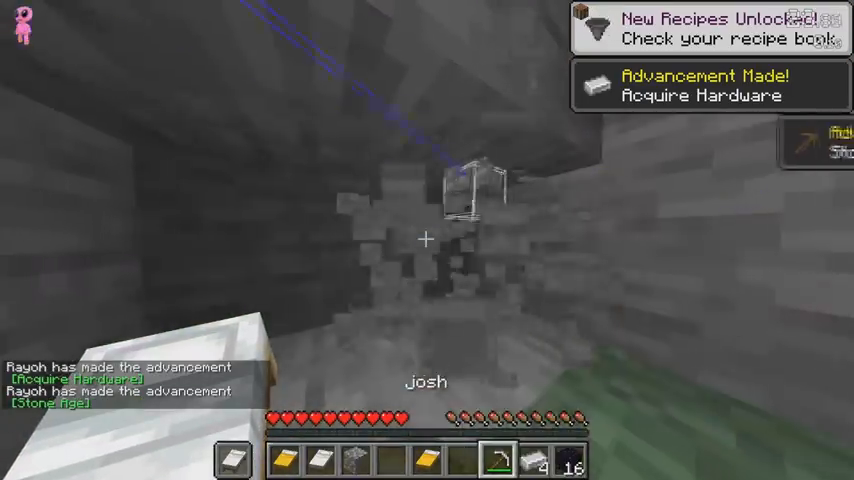 New Recipes Unlocked!
Check your recipe book
Advancement Made!
Acquire Hardware
Rayoh has made the advancement
[Acquire Hardware]
Rayoh has made the advancement
[Stone Age]
josh
4
16